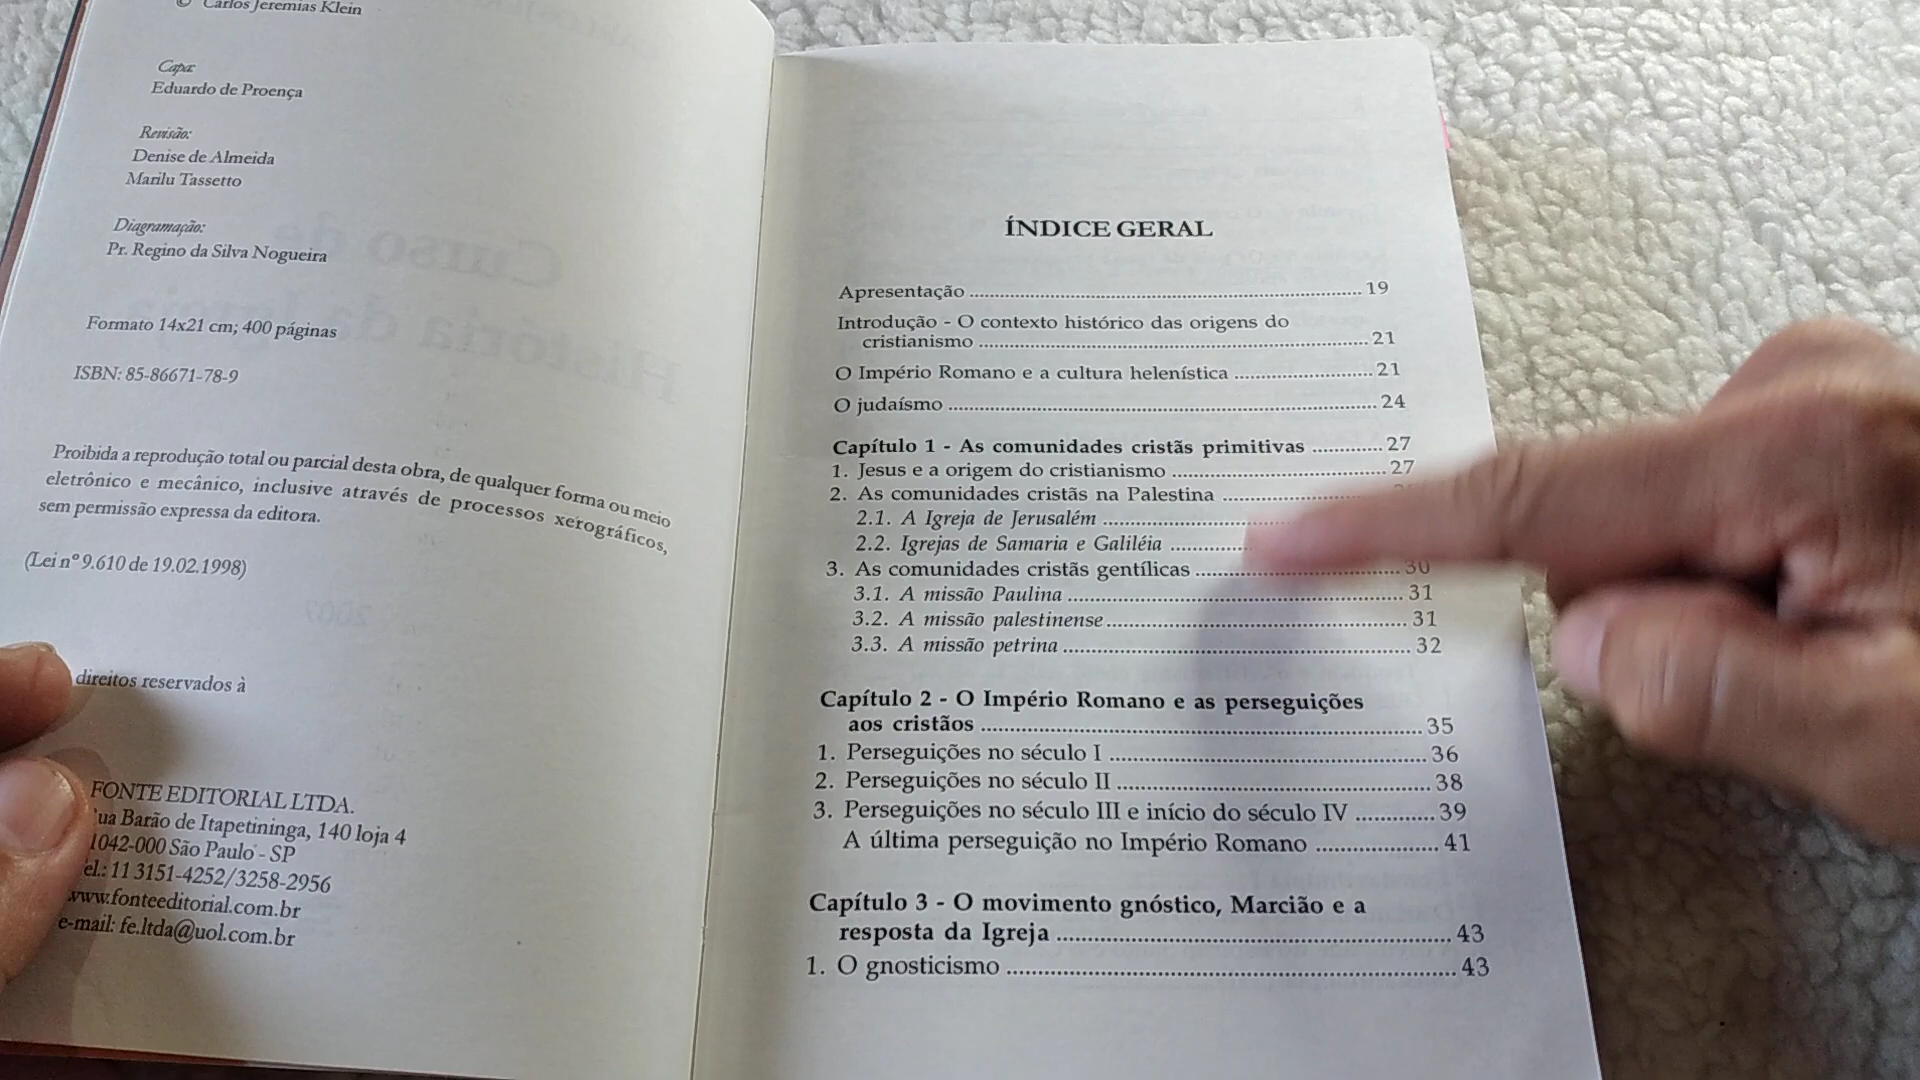 © Carlos Jeremias Klein
Capa:
Eduardo de Proença
Revisão:
Denise de Almeida
Marilu Tassetto
Diagramação:
Pr. Regino da Silva Nogueira
Formato 14x21 cm; 400 páginas
ISBN: 85-86671-78-9
Proibida a reprodução total ou parcial desta obra, de qualquer forma ou meio
eletrônico e mecânico, inclusive através de processos xerográficos,
sem permissão expressa da editora.
(Lei nº 9.610 de 19.02.1998)
direitos reservados à
FONTE EDITORIAL LTDA.
Barão de Itapetininga, 140 loja 4
1042-000 São Paulo - SP
el.: 11 3151-4252/3258-2956
www.fonteeditorial.com.br
e-mail: fe.ltda@uol.com.br
ÍNDICE GERAL
Apresentação ........ 19
Introdução - O contexto histórico das origens do
cristianismo ........ 21
O Império Romano e a cultura helenística ........ 21
O judaísmo ........ 24
Capítulo 1 - As comunidades cristãs primitivas ........ 27
1. Jesus e a origem do cristianismo ........ 27
2. As comunidades cristãs na Palestina ........
2.1. A Igreja de Jerusalém ........
2.2. Igrejas de Samaria e Galiléia ........
3. As comunidades cristãs gentílicas ........ 30
3.1. A missão Paulina ........ 31
3.2. A missão palestinense ........ 31
3.3. A missão petrina ........ 32
Capítulo 2 - O Império Romano e as perseguições
aos cristãos ........ 35
1. Perseguições no século I ........ 36
2. Perseguições no século II ........ 38
3. Perseguições no século III e início do século IV ........ 39
A última perseguição no Império Romano ........ 41
Capítulo 3 - O movimento gnóstico, Marcião e a
resposta da Igreja ........ 43
1. O gnosticismo ........ 43